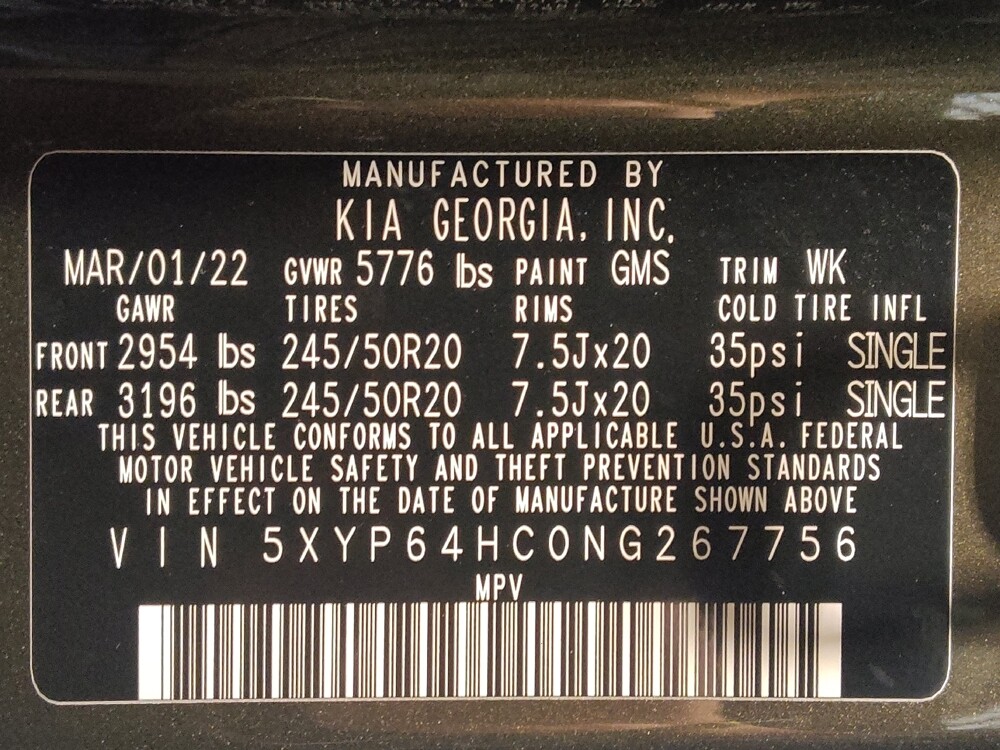 MANUFACTURED BY
KIA GEORGIA, INC.
MAR/01/22 GVWR 5776 lbs PAINT GMS TRIM WK
GAWR TIRES RIMS COLD TIRE INFL
FRONT 2954 lbs 245/50R20 7.5Jx20 35psi SINGLE
REAR 3196 lbs 245/50R20 7.5Jx20 35psi SINGLE
THIS VEHICLE CONFORMS TO ALL APPLICABLE U.S.A. FEDERAL
MOTOR VEHICLE SAFETY AND THEFT PREVENTION STANDARDS
IN EFFECT ON THE DATE OF MANUFACTURE SHOWN ABOVE
VIN 5XYP64HC0NG267756
MPV